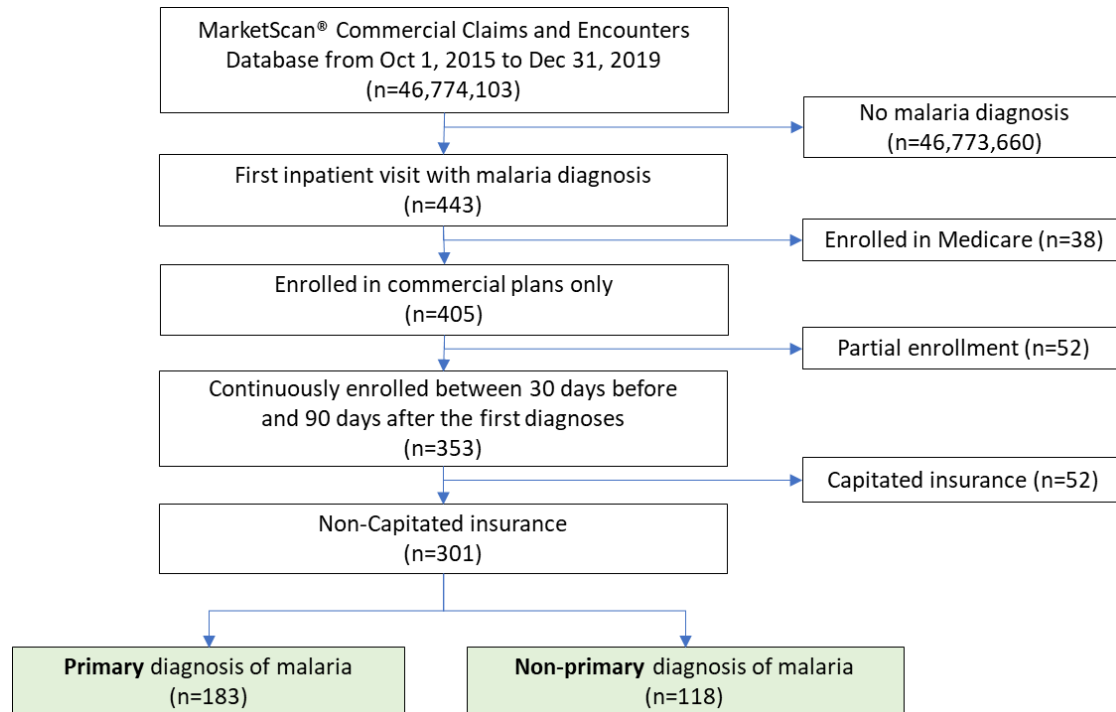 MarketScan® Commercial Claims and Encounters
Database from Oct 1, 2015 to Dec 31, 2019
(n=46,774,103)
No malaria diagnosis
(n=46,773,660)
First inpatient visit with malaria diagnosis
(n=443)
Enrolled in Medicare (n=38)
Enrolled in commercial plans only
(n=405)
Partial enrollment (n=52)
Continuously enrolled between 30 days before
and 90 days after the first diagnoses
(n=353)
Capitated insurance (n=52)
Non-Capitated insurance
(n=301)
Primary diagnosis of malaria
(n=183)
Non-primary diagnosis of malaria
(n=118)